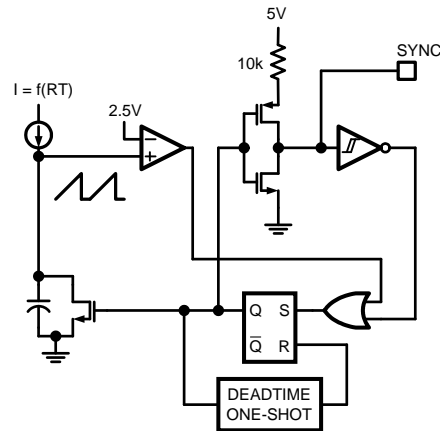 5V
SYNC
10k
I = f(RT)
2.5V
−
+
Q S
Q̅ R
DEADTIME
ONE-SHOT